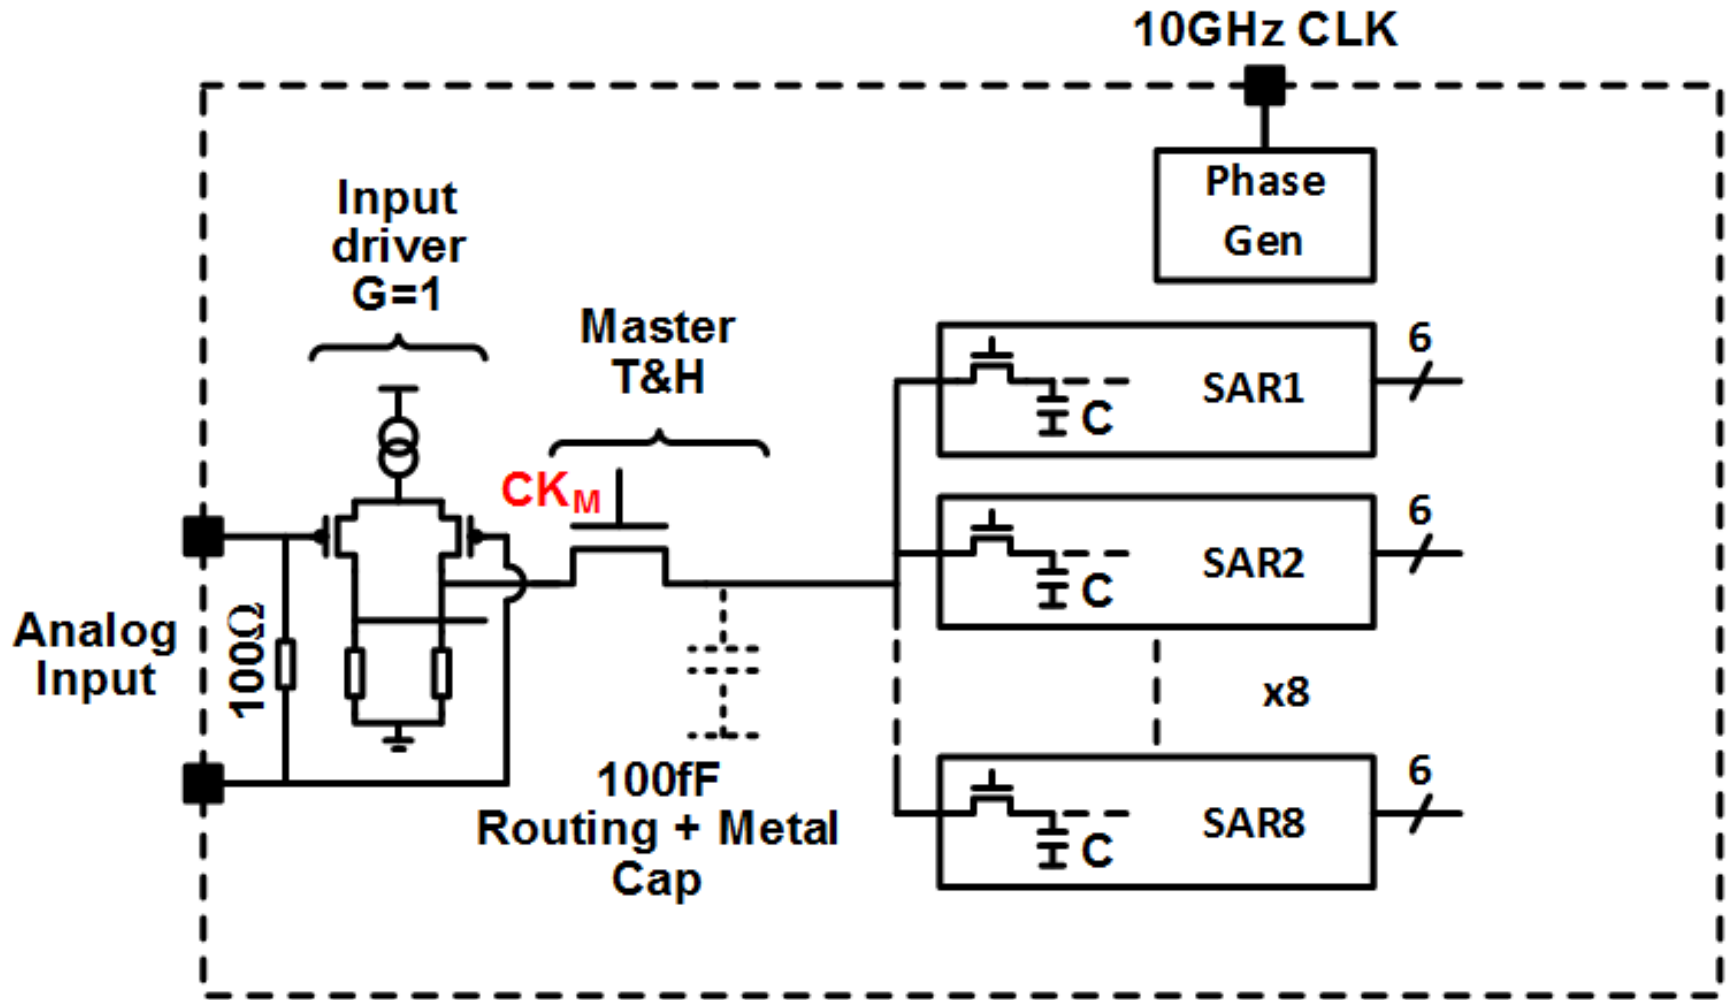 10GHz CLK
Phase
Gen
Input
driver
G=1
Master
T&H
CKM
SAR1
C
6
SAR2
C
6
x8
SAR8
C
6
Analog
Input
100Ω
100fF
Routing + Metal
Cap